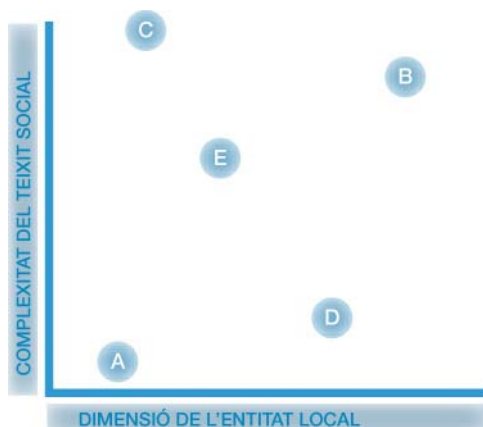 C
B
COMPLEXITAT DEL TEIXIT SOCIAL
E
D
A
DIMENSIÓ DE L'ENTITAT LOCAL